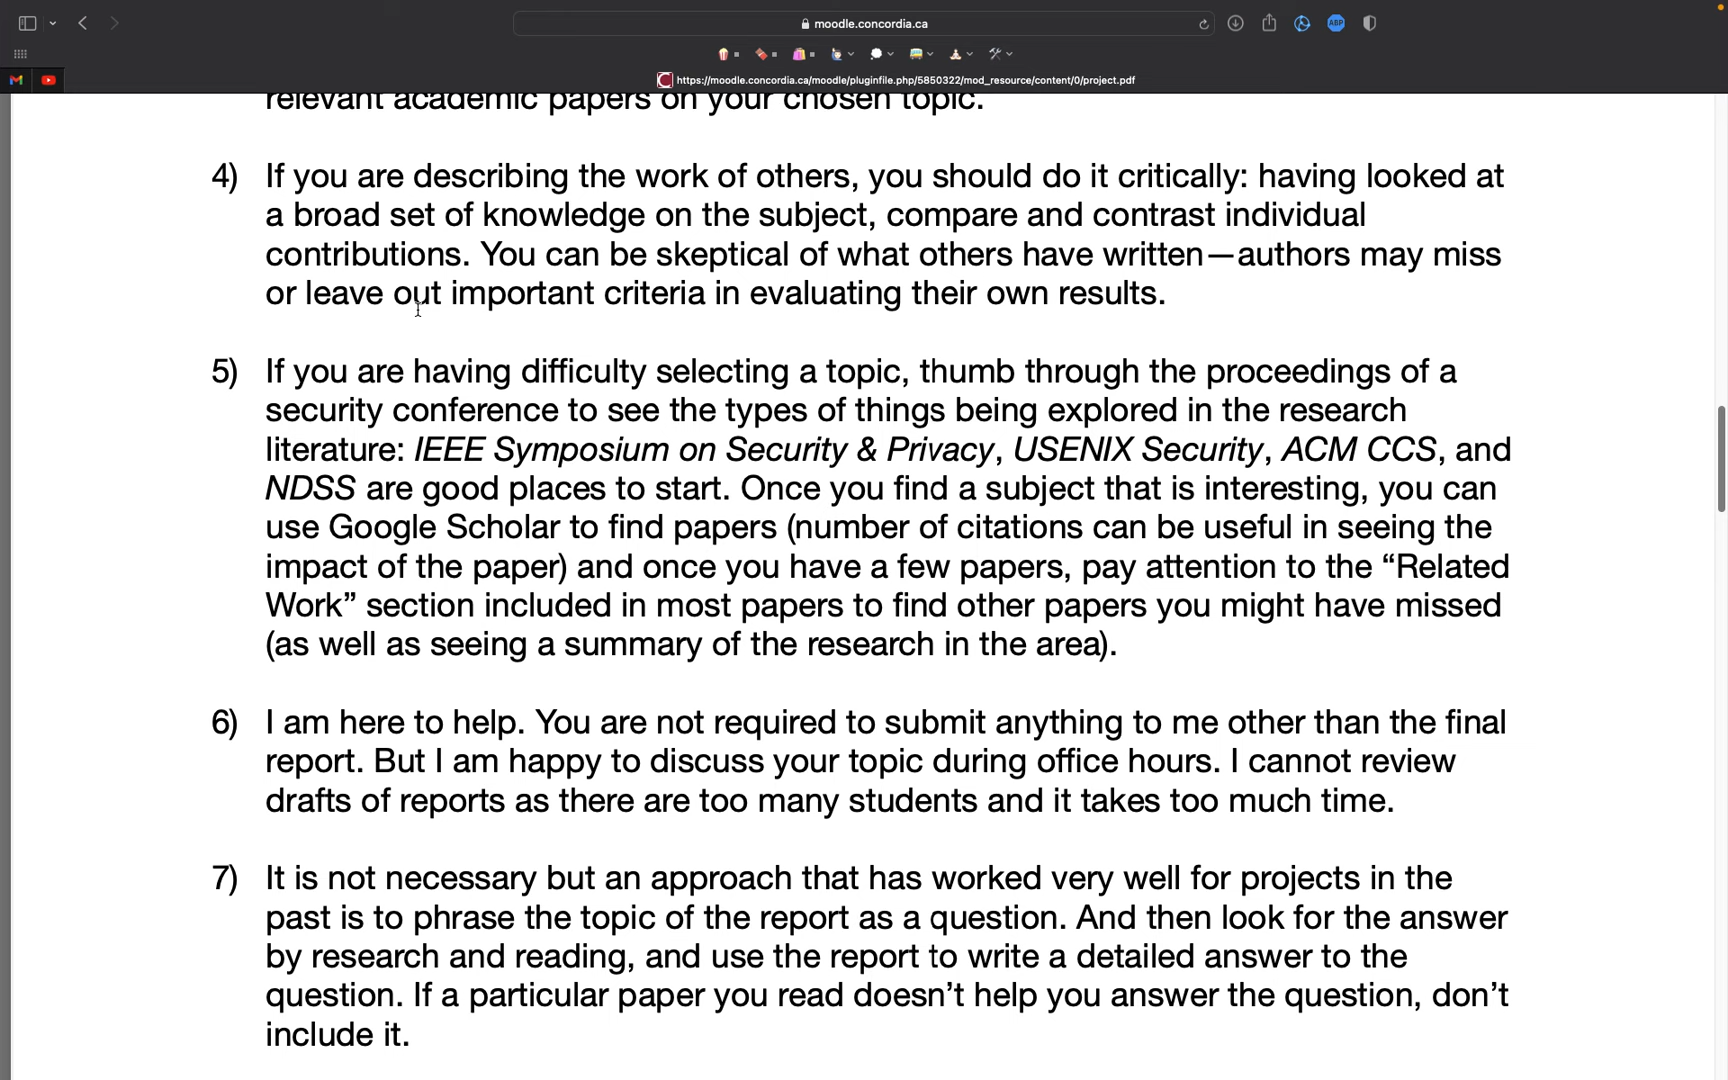 moodle.concordia.ca
ABP
https://moodle.concordia.ca/moodle/pluginfile.php/5850322/mod_resource/content/0/project.pdf
relevant academic papers on your chosen topic.
4) If you are describing the work of others, you should do it critically: having looked at
a broad set of knowledge on the subject, compare and contrast individual
contributions. You can be skeptical of what others have written—authors may miss
or leave out important criteria in evaluating their own results.
5) If you are having difficulty selecting a topic, thumb through the proceedings of a
security conference to see the types of things being explored in the research
literature: IEEE Symposium on Security & Privacy, USENIX Security, ACM CCS, and
NDSS are good places to start. Once you find a subject that is interesting, you can
use Google Scholar to find papers (number of citations can be useful in seeing the
impact of the paper) and once you have a few papers, pay attention to the “Related
Work” section included in most papers to find other papers you might have missed
(as well as seeing a summary of the research in the area).
6) I am here to help. You are not required to submit anything to me other than the final
report. But I am happy to discuss your topic during office hours. I cannot review
drafts of reports as there are too many students and it takes too much time.
7) It is not necessary but an approach that has worked very well for projects in the
past is to phrase the topic of the report as a question. And then look for the answer
by research and reading, and use the report to write a detailed answer to the
question. If a particular paper you read doesn’t help you answer the question, don’t
include it.